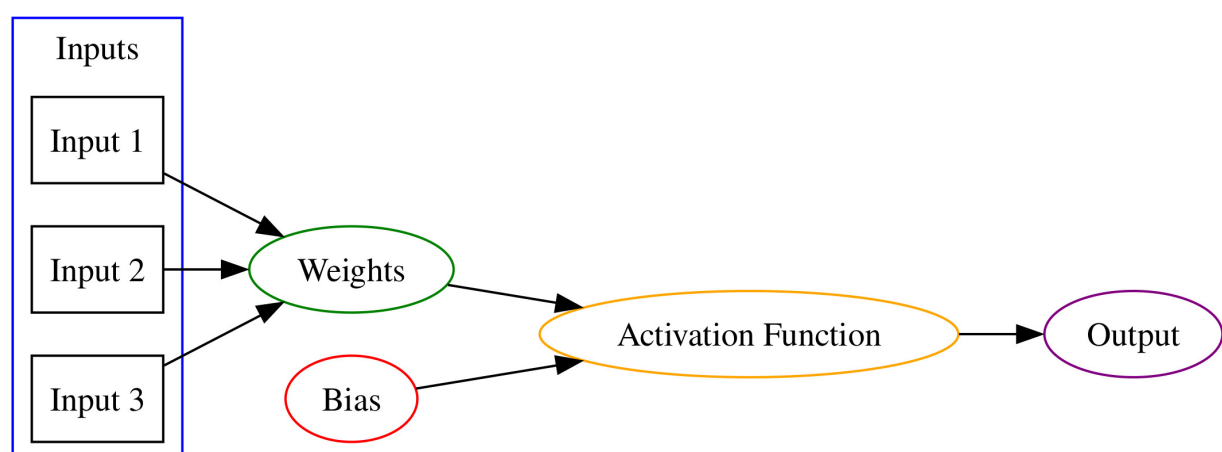 Inputs
Input 1
Input 2
Input 3
Weights
Bias
Activation Function
Output